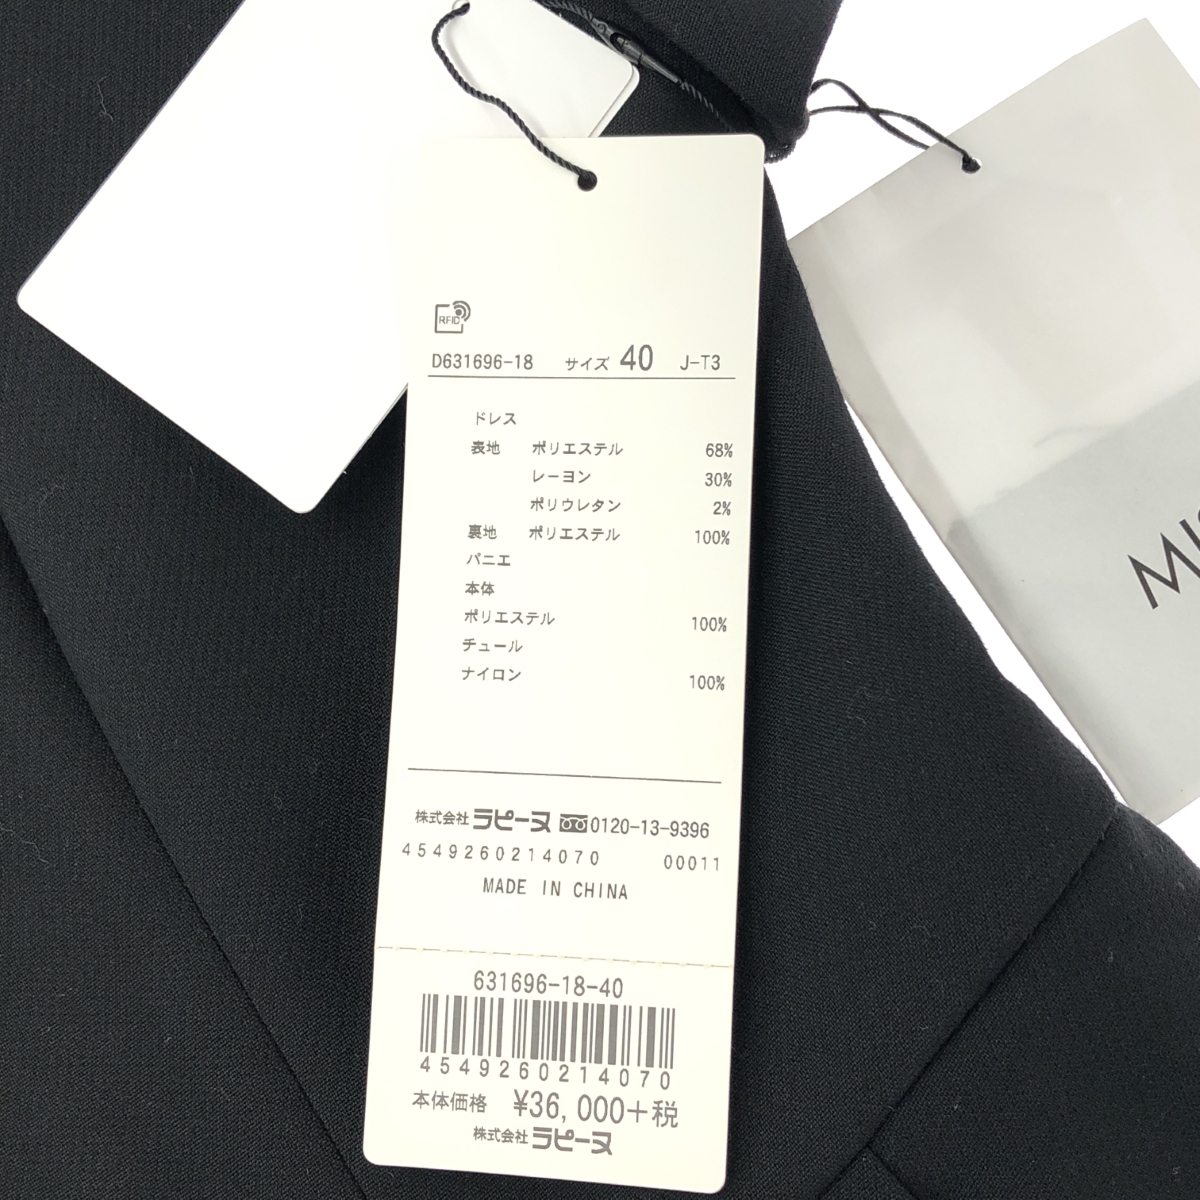 RFID
D631696-18 サイズ 40 J-T3
ドレス
表地 ポリエステル 68%
レーヨン 30%
ポリウレタン 2%
裏地 ポリエステル 100%
パニエ
本体
ポリエステル 100%
チュール
ナイロン 100%
株式会社 ラピーヌ 0120-13-9396
4549260214070 00011
MADE IN CHINA
631696-18-40
4549260214070
本体価格 ¥36,000+税
株式会社 ラピーヌ